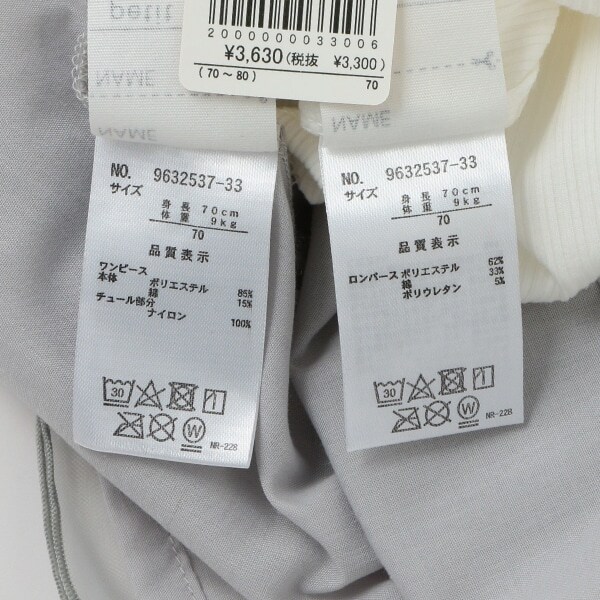 2000000033006
¥3,630(税抜 ¥3,300)
(70～80) 70
petit
NAME
NAME
NO. 9632537-33
サイズ
身長 70cm
体重 9kg
70
品質表示
ワンピース
本体 ポリエステル 85%
綿 15%
チュール部分
ナイロン 100%
30
W
NR-228
NAME
NO. 9632537-33
サイズ
身長 70cm
体重 9kg
70
品質表示
ロンパース ポリエステル 62%
綿 33%
ポリウレタン 5%
30
W
NR-228